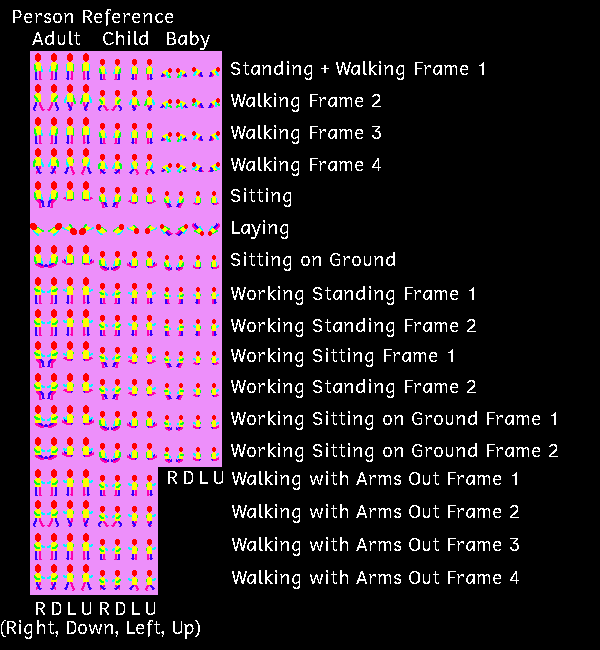 Person Reference
Adult Child Baby
Standing + Walking Frame 1
Walking Frame 2
Walking Frame 3
Walking Frame 4
Sitting
Laying
Sitting on Ground
Working Standing Frame 1
Working Standing Frame 2
Working Sitting Frame 1
Working Standing Frame 2
Working Sitting on Ground Frame 1
Working Sitting on Ground Frame 2
R D L U Walking with Arms Out Frame 1
Walking with Arms Out Frame 2
Walking with Arms Out Frame 3
Walking with Arms Out Frame 4
R D L U R D L U
(Right, Down, Left, Up)